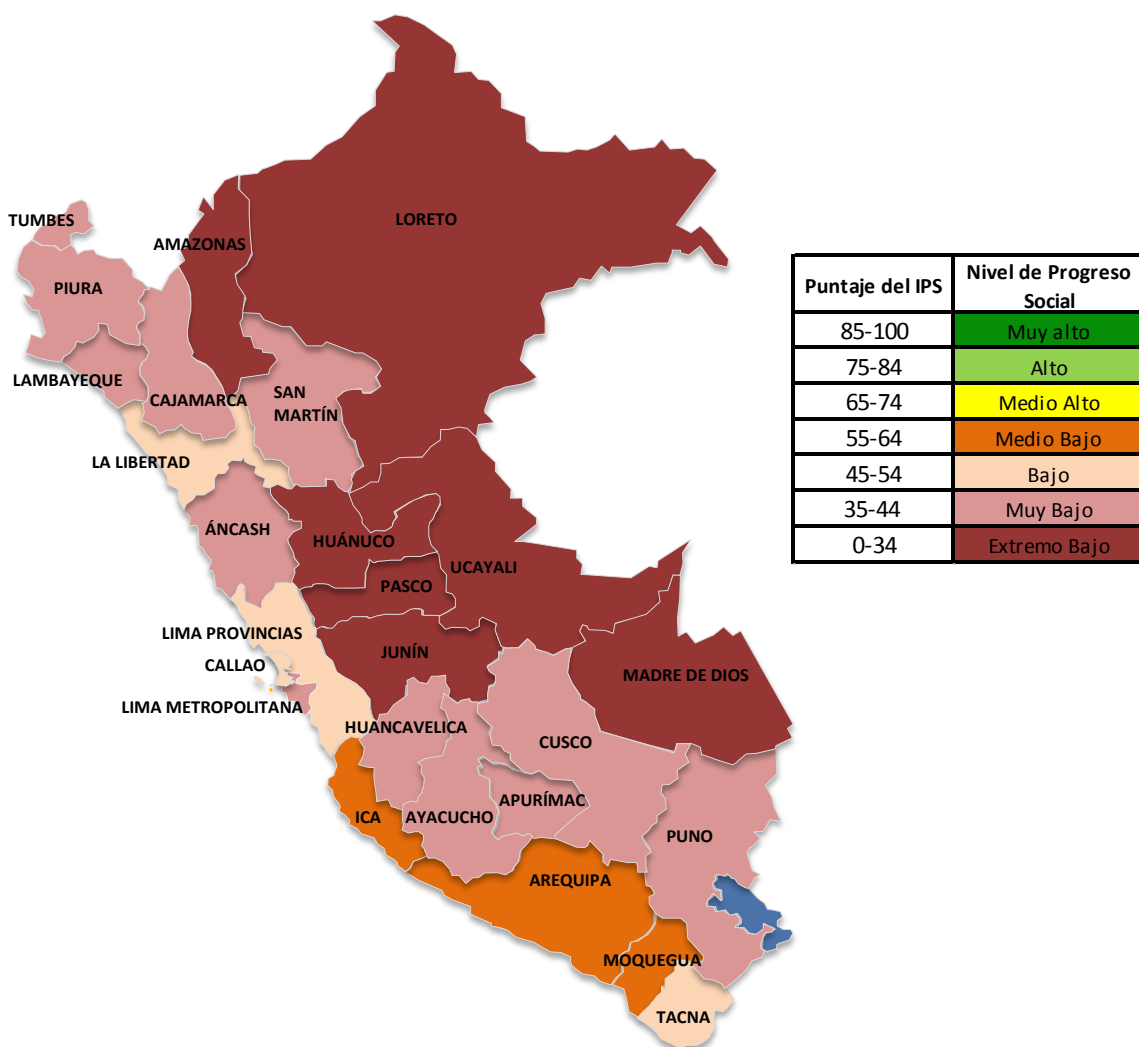 LORETO
TUMBES
AMAZONAS
PIURA
LAMBAYEQUE
CAJAMARCA
SAN
MARTÍN
LA LIBERTAD
ÁNCASH
HUÁNUCO
UCAYALI
PASCO
LIMA PROVINCIAS
JUNÍN
CALLAO
MADRE DE DIOS
LIMA METROPOLITANA
HUANCAVELICA
CUSCO
APURÍMAC
ICA
AYACUCHO
PUNO
AREQUIPA
MOQUEGUA
TACNA
Puntaje del IPS Nivel de Progreso
Social
85-100 Muy alto
75-84 Alto
65-74 Medio Alto
55-64 Medio Bajo
45-54 Bajo
35-44 Muy Bajo
0-34 Extremo Bajo